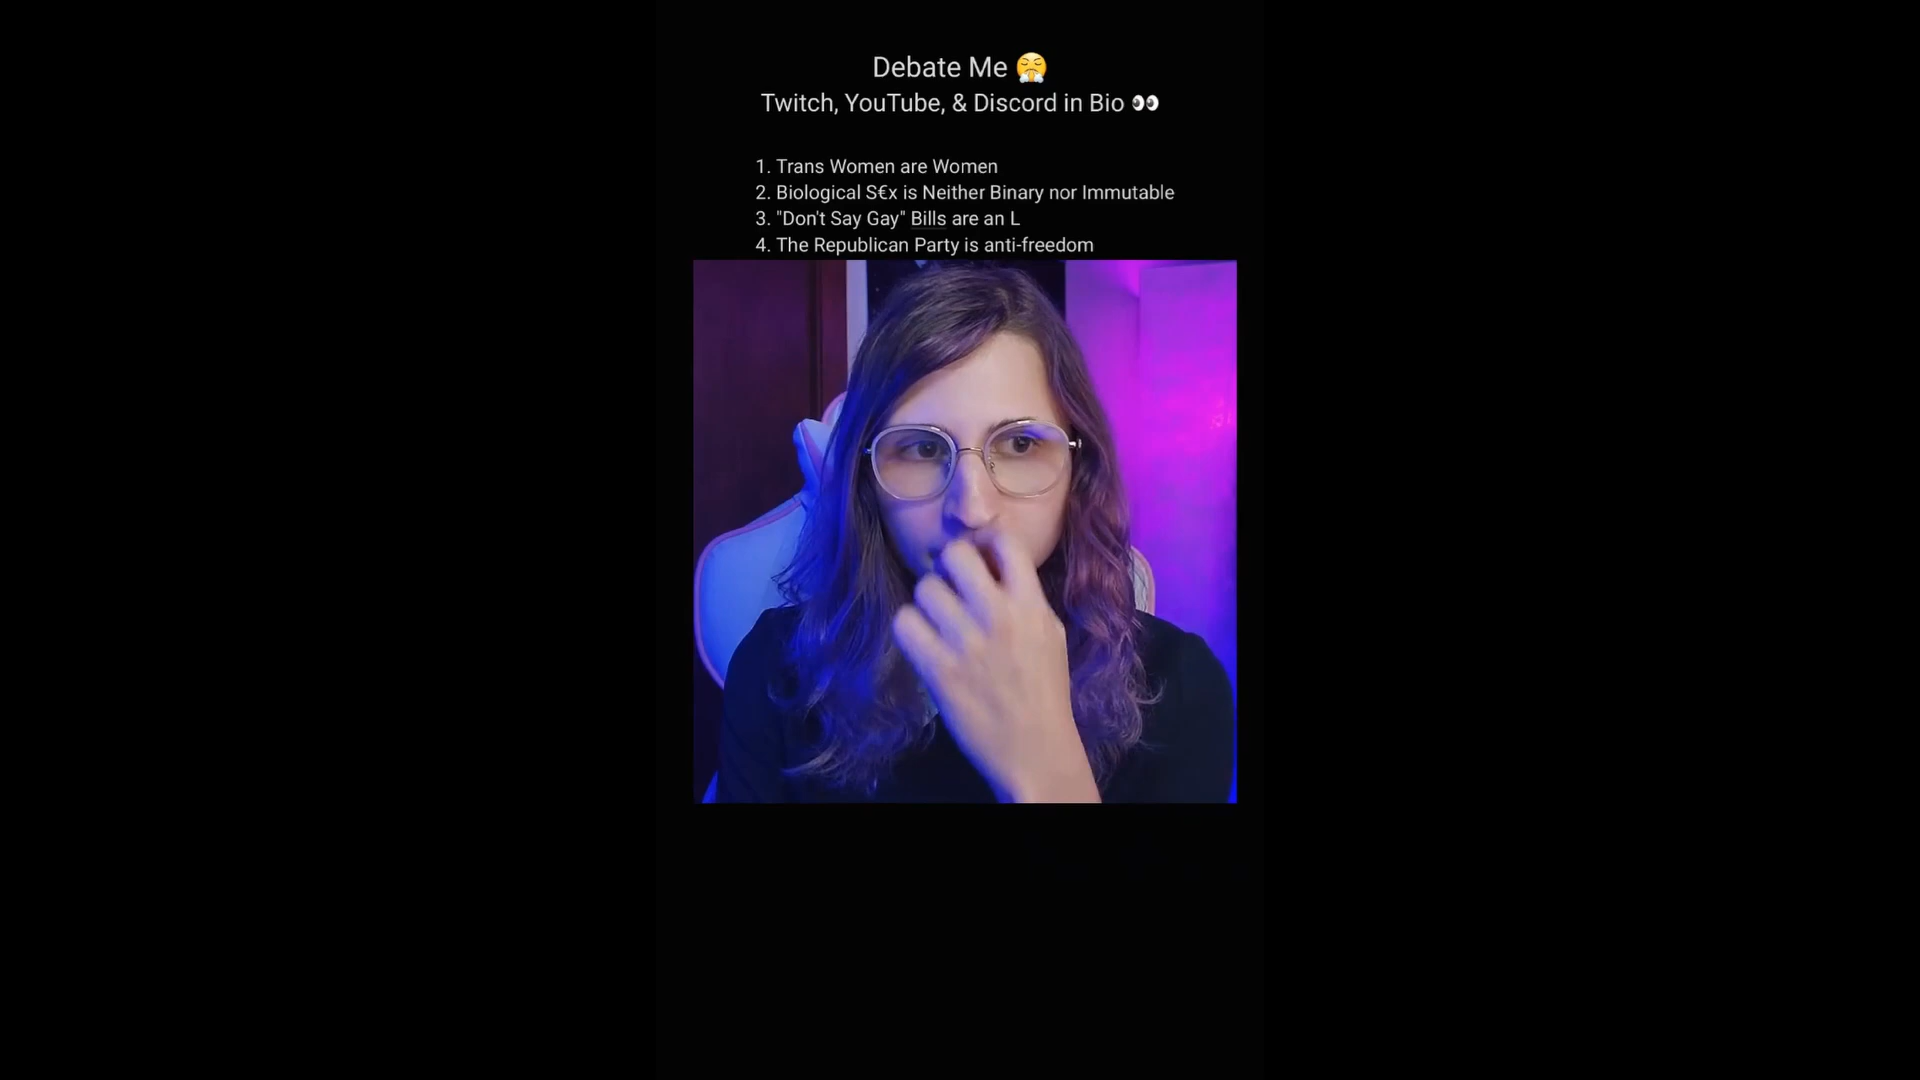 Debate Me 😤
Twitch, YouTube, & Discord in Bio 👀
1. Trans Women are Women
2. Biological S€x is Neither Binary nor Immutable
3. "Don't Say Gay" Bills are an L
4. The Republican Party is anti-freedom